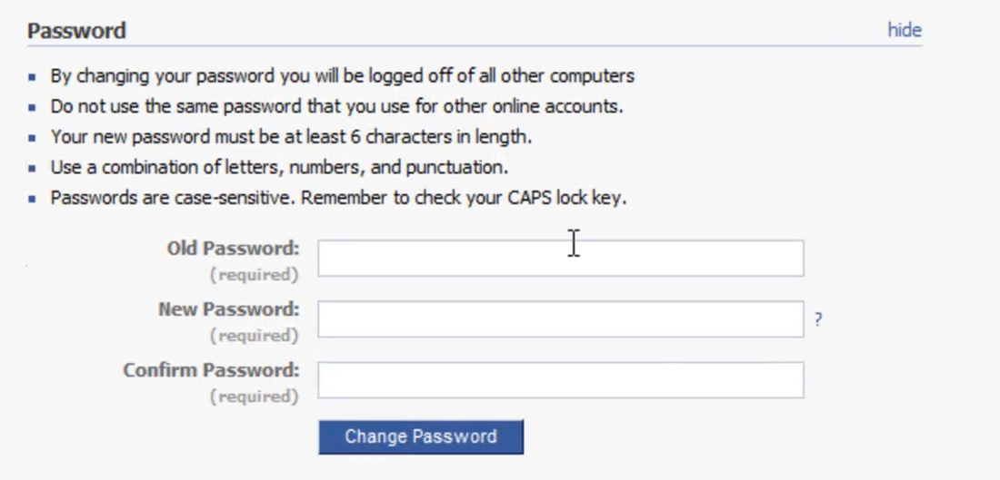 Password hide
By changing your password you will be logged off of all other computers
Do not use the same password that you use for other online accounts.
Your new password must be at least 6 characters in length.
Use a combination of letters, numbers, and punctuation.
Passwords are case-sensitive. Remember to check your CAPS lock key.
Old Password:
(required)
New Password: ?
(required)
Confirm Password:
(required)
Change Password